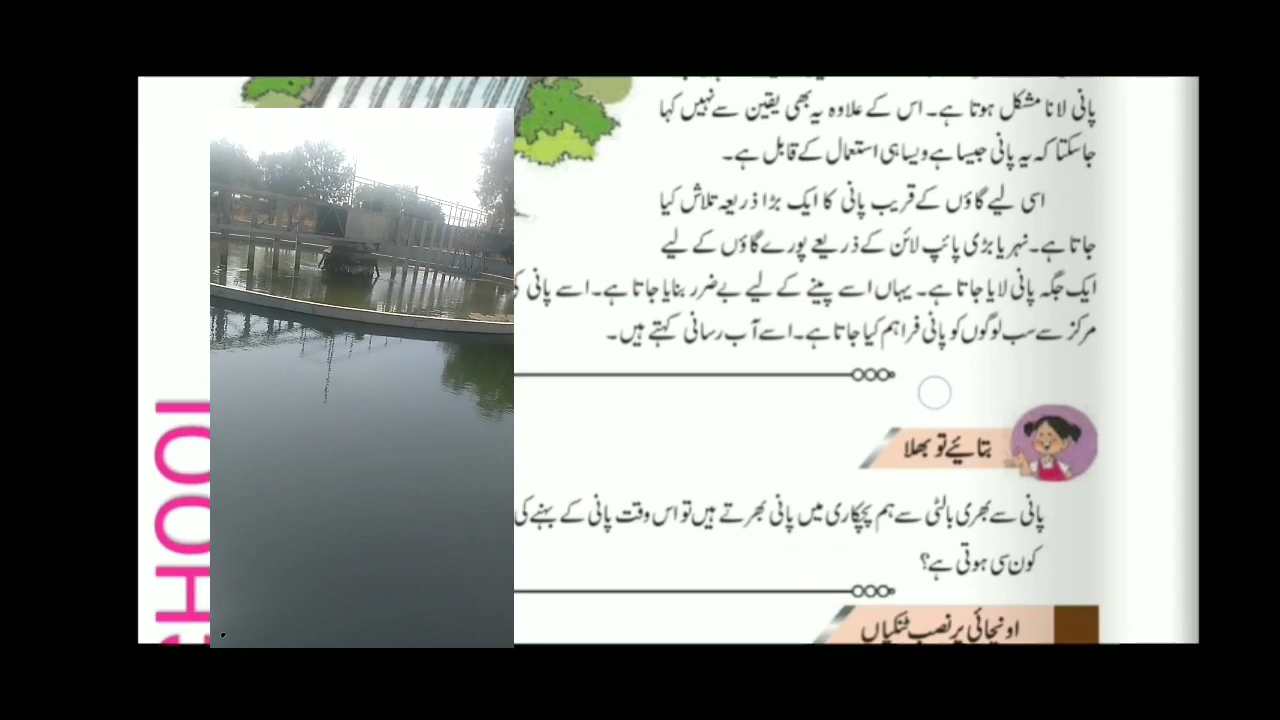 پانی لانا مشکل ہوتا ہے۔ اس کے علاوہ یہ بھی یقین سے نہیں کہا
جاسکتا کہ یہ پانی جیسا ہے ویسا ہی استعمال کے قابل ہے۔
اسی لیے گاؤں کے قریب پانی کا ایک بڑا ذریعہ تلاش کیا
جاتا ہے۔ نہر یا بڑی پائپ لائن کے ذریعے پورے گاؤں کے لیے
ایک جگہ پانی لایا جاتا ہے۔ یہاں اسے پینے کے لیے بے ضرر بنایا جاتا ہے۔ اسے پانی
مرکز سے سب لوگوں کو پانی فراہم کیا جاتا ہے۔ اسے آب رسانی کہتے ہیں۔
بتائیے تو بھلا
پانی سے بھری بالٹی سے ہم پچکاری میں پانی بھرتے ہیں تو اس وقت پانی کے بہنے کی
کون سی ہوتی ہے؟
اونچائی پر نصب ٹنکیاں